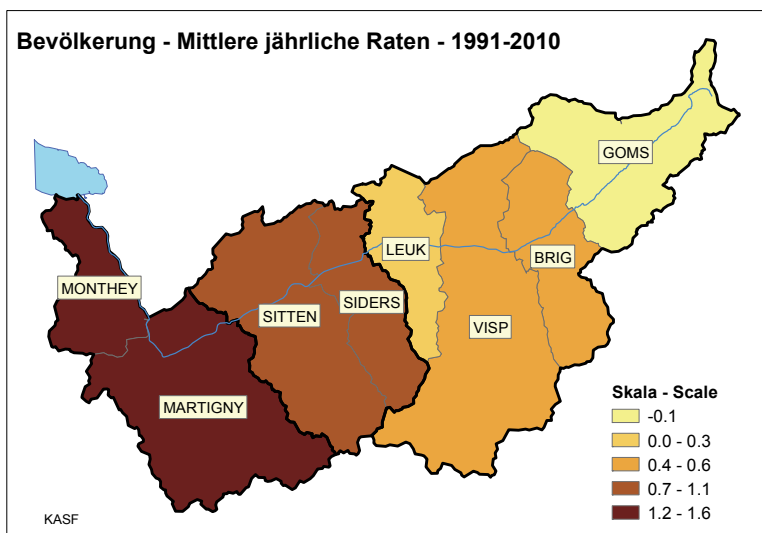 Bevölkerung - Mittlere jährliche Raten - 1991-2010
GOMS
LEUK
BRIG
MONTHEY
SIDERS
SITTEN
VISP
MARTIGNY
Skala - Scale
-0.1
0.0 - 0.3
0.4 - 0.6
0.7 - 1.1
1.2 - 1.6
KASF